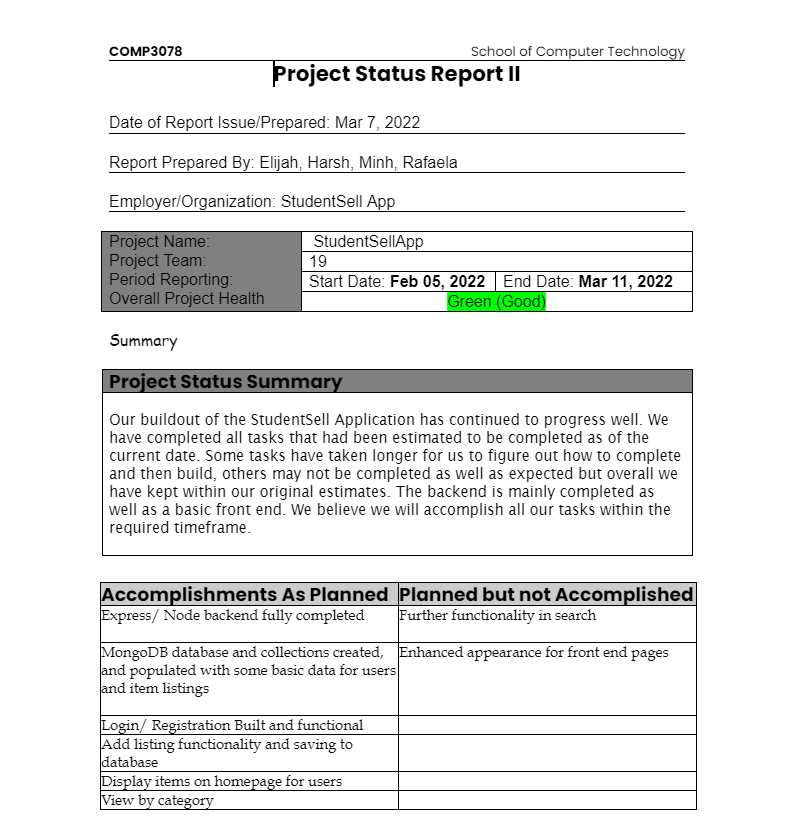 COMP3078 School of Computer Technology
Project Status Report II
Date of Report Issue/Prepared: Mar 7, 2022
Report Prepared By: Elijah, Harsh, Minh, Rafaela
Employer/Organization: StudentSell App
Project Name: StudentSellApp
Project Team: 19
Period Reporting: Start Date: Feb 05, 2022 End Date: Mar 11, 2022
Overall Project Health Green (Good)
Summary
Project Status Summary
Our buildout of the StudentSell Application has continued to progress well. We
have completed all tasks that had been estimated to be completed as of the
current date. Some tasks have taken longer for us to figure out how to complete
and then build, others may not be completed as well as expected but overall we
have kept within our original estimates. The backend is mainly completed as
well as a basic front end. We believe we will accomplish all our tasks within the
required timeframe.
Accomplishments As Planned Planned but not Accomplished
Express/ Node backend fully completed Further functionality in search
MongoDB database and collections created, Enhanced appearance for front end pages
and populated with some basic data for users
and item listings
Login/ Registration Built and functional
Add listing functionality and saving to
database
Display items on homepage for users
View by category